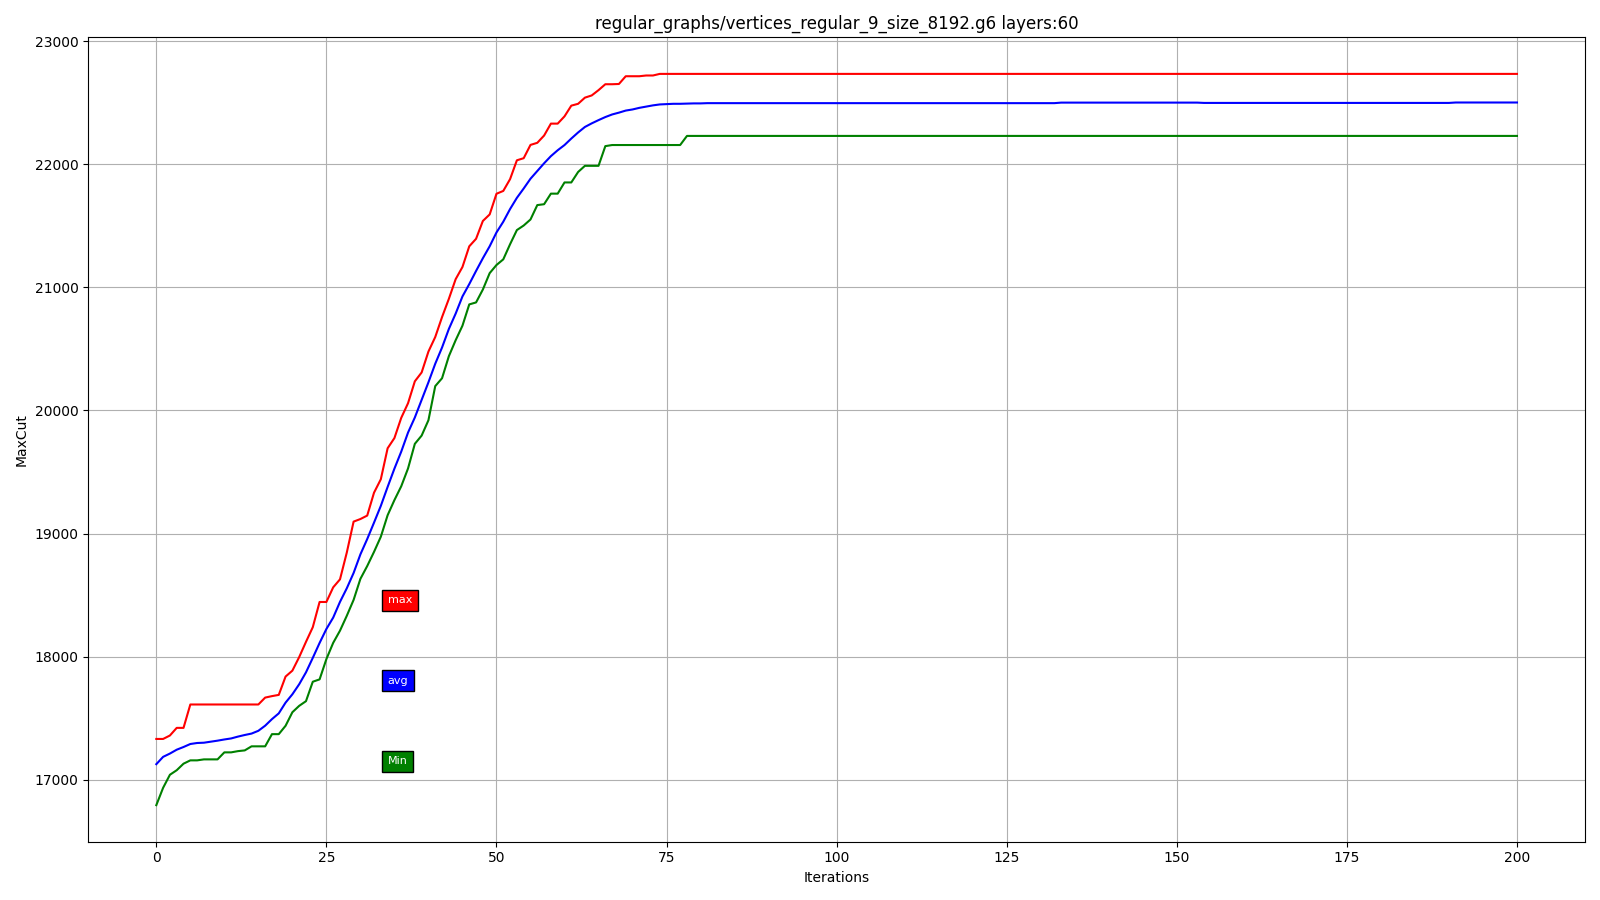 regular_graphs/vertices_regular_9_size_8192.g6 layers:60
23000
22000
21000
20000
19000
18000
17000
MaxCut
max
avg
Min
0 25 50 75 100 125 150 175 200
Iterations